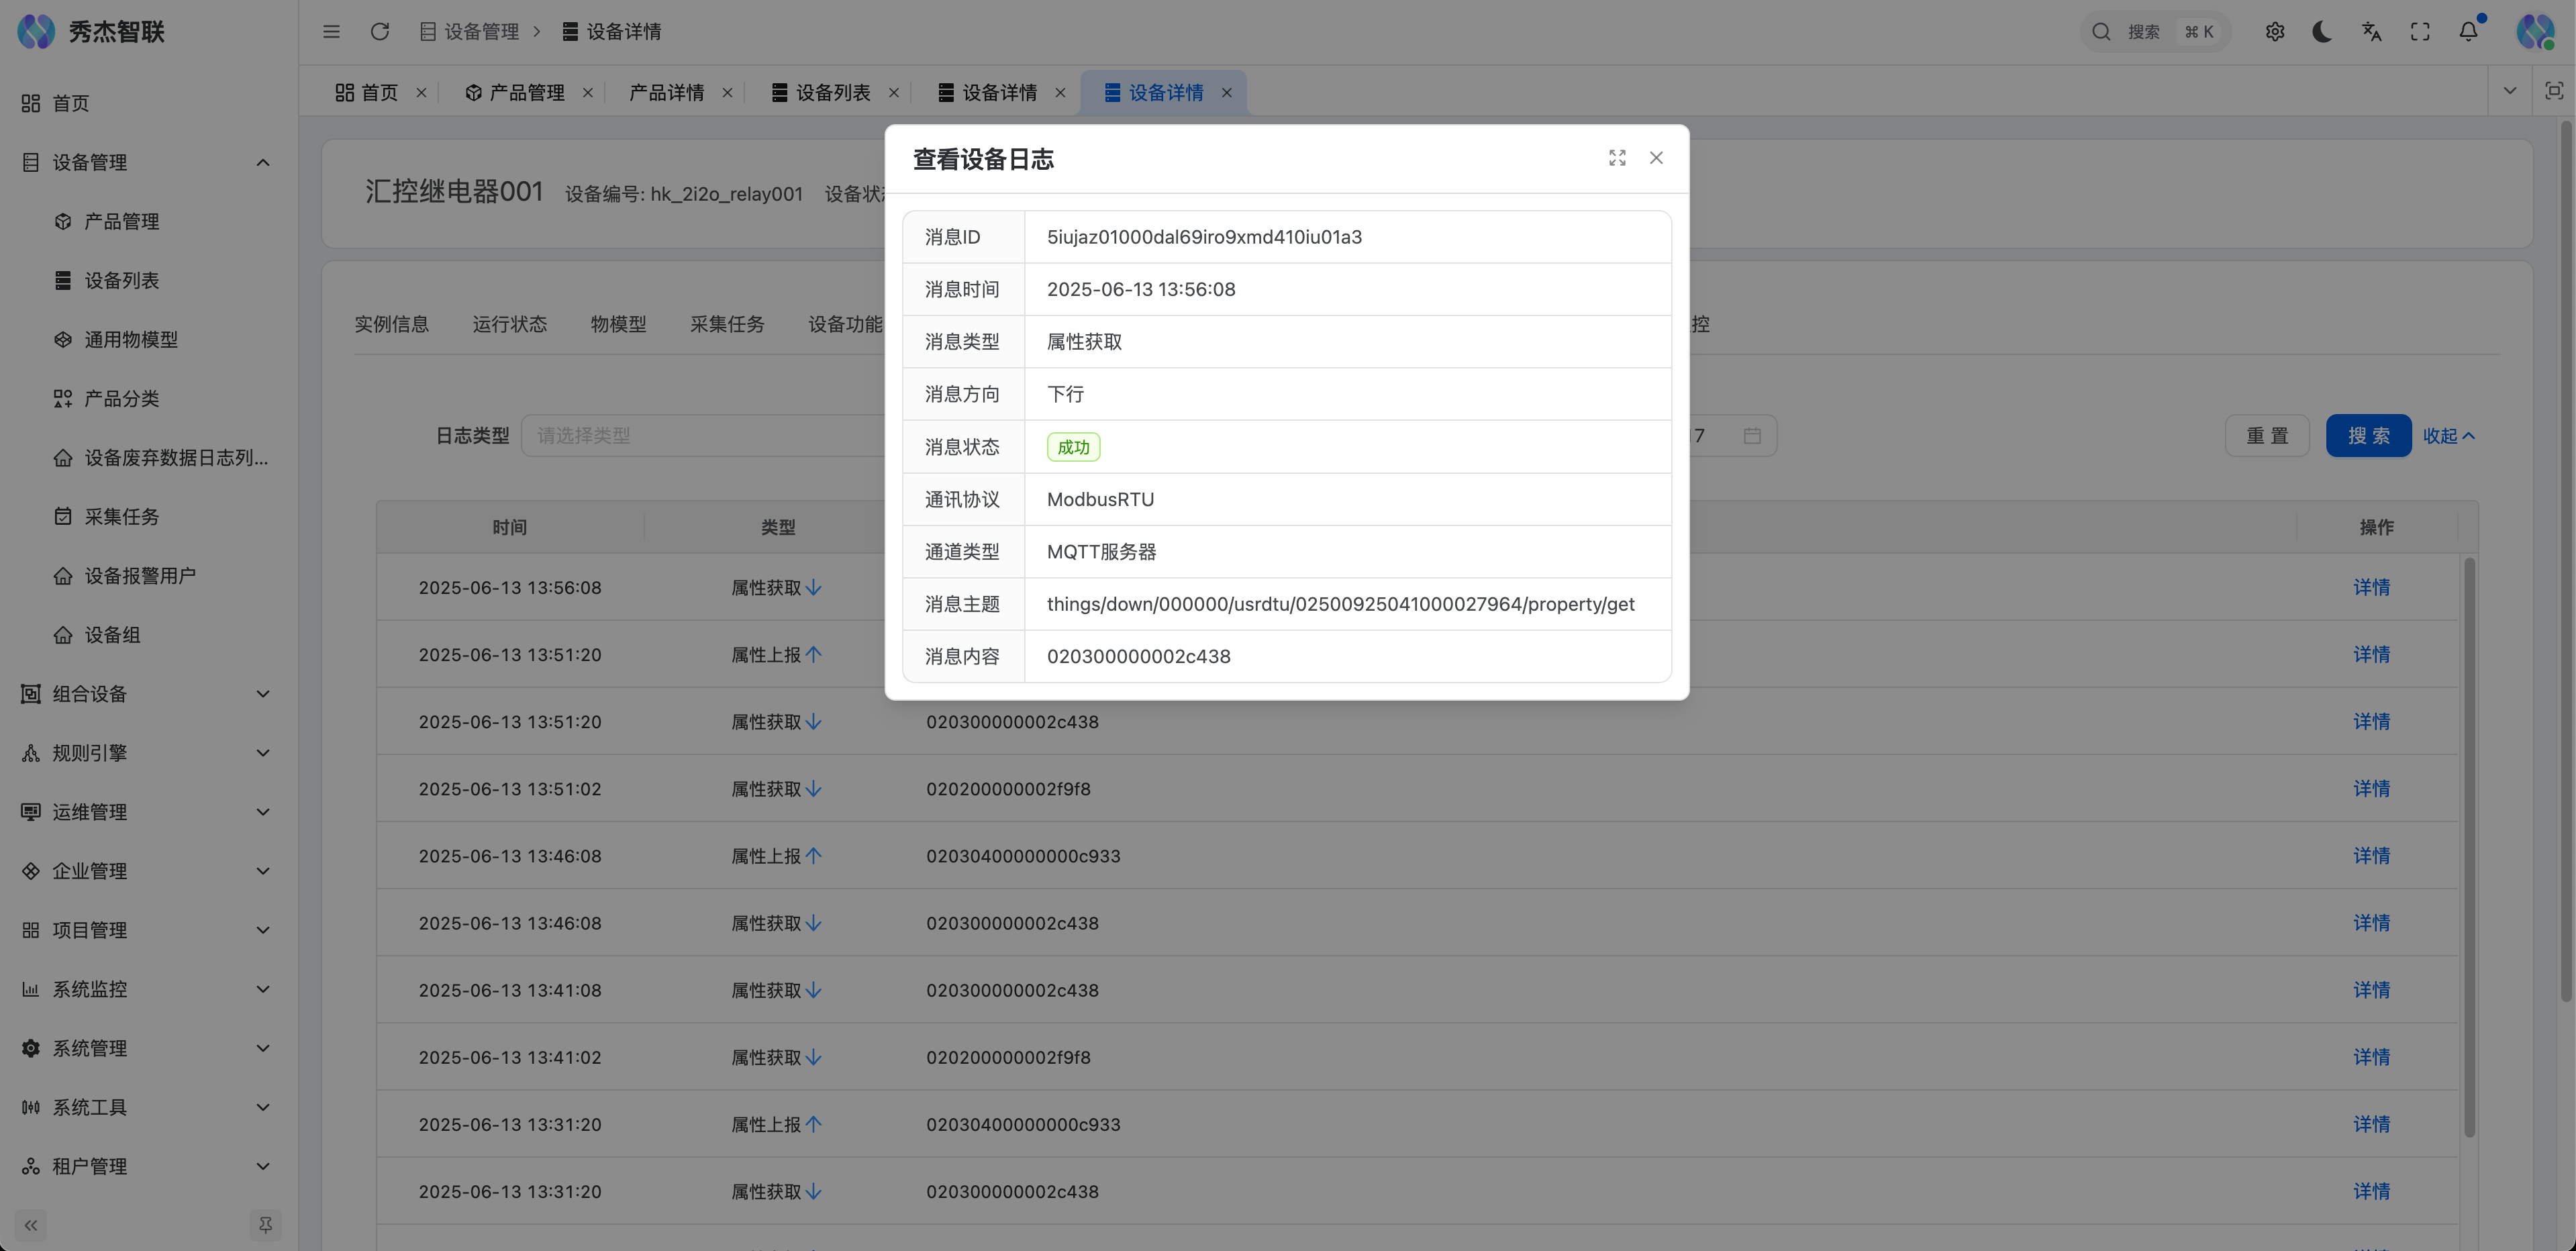 秀杰智联
设备管理
设备详情
搜索
⌘ K
首页
产品管理
产品详情
设备列表
设备详情
设备详情
首页
设备管理
产品管理
设备列表
通用物模型
产品分类
设备废弃数据日志列...
采集任务
设备报警用户
设备组
组合设备
规则引擎
运维管理
企业管理
项目管理
系统监控
系统管理
系统工具
租户管理
汇控继电器001
设备编号: hk_2i2o_relay001
实例信息
运行状态
物模型
采集任务
设备功能
控
日志类型
请选择类型
17
重 置
搜 索
收起
时间 类型 操作
2025-06-13 13:56:08 属性获取 详情
2025-06-13 13:51:20 属性上报 详情
2025-06-13 13:51:20 属性获取 020300000002c438 详情
2025-06-13 13:51:02 属性获取 020200000002f9f8 详情
2025-06-13 13:46:08 属性上报 02030400000000c933 详情
2025-06-13 13:46:08 属性获取 020300000002c438 详情
2025-06-13 13:41:08 属性获取 020300000002c438 详情
2025-06-13 13:41:02 属性获取 020200000002f9f8 详情
2025-06-13 13:31:20 属性上报 02030400000000c933 详情
2025-06-13 13:31:20 属性获取 020300000002c438 详情
查看设备日志
消息ID 5iujaz01000dal69iro9xmd410iu01a3
消息时间 2025-06-13 13:56:08
消息类型 属性获取
消息方向 下行
消息状态 成功
通讯协议 ModbusRTU
通道类型 MQTT服务器
消息主题 things/down/000000/usrdtu/02500925041000027964/property/get
消息内容 020300000002c438